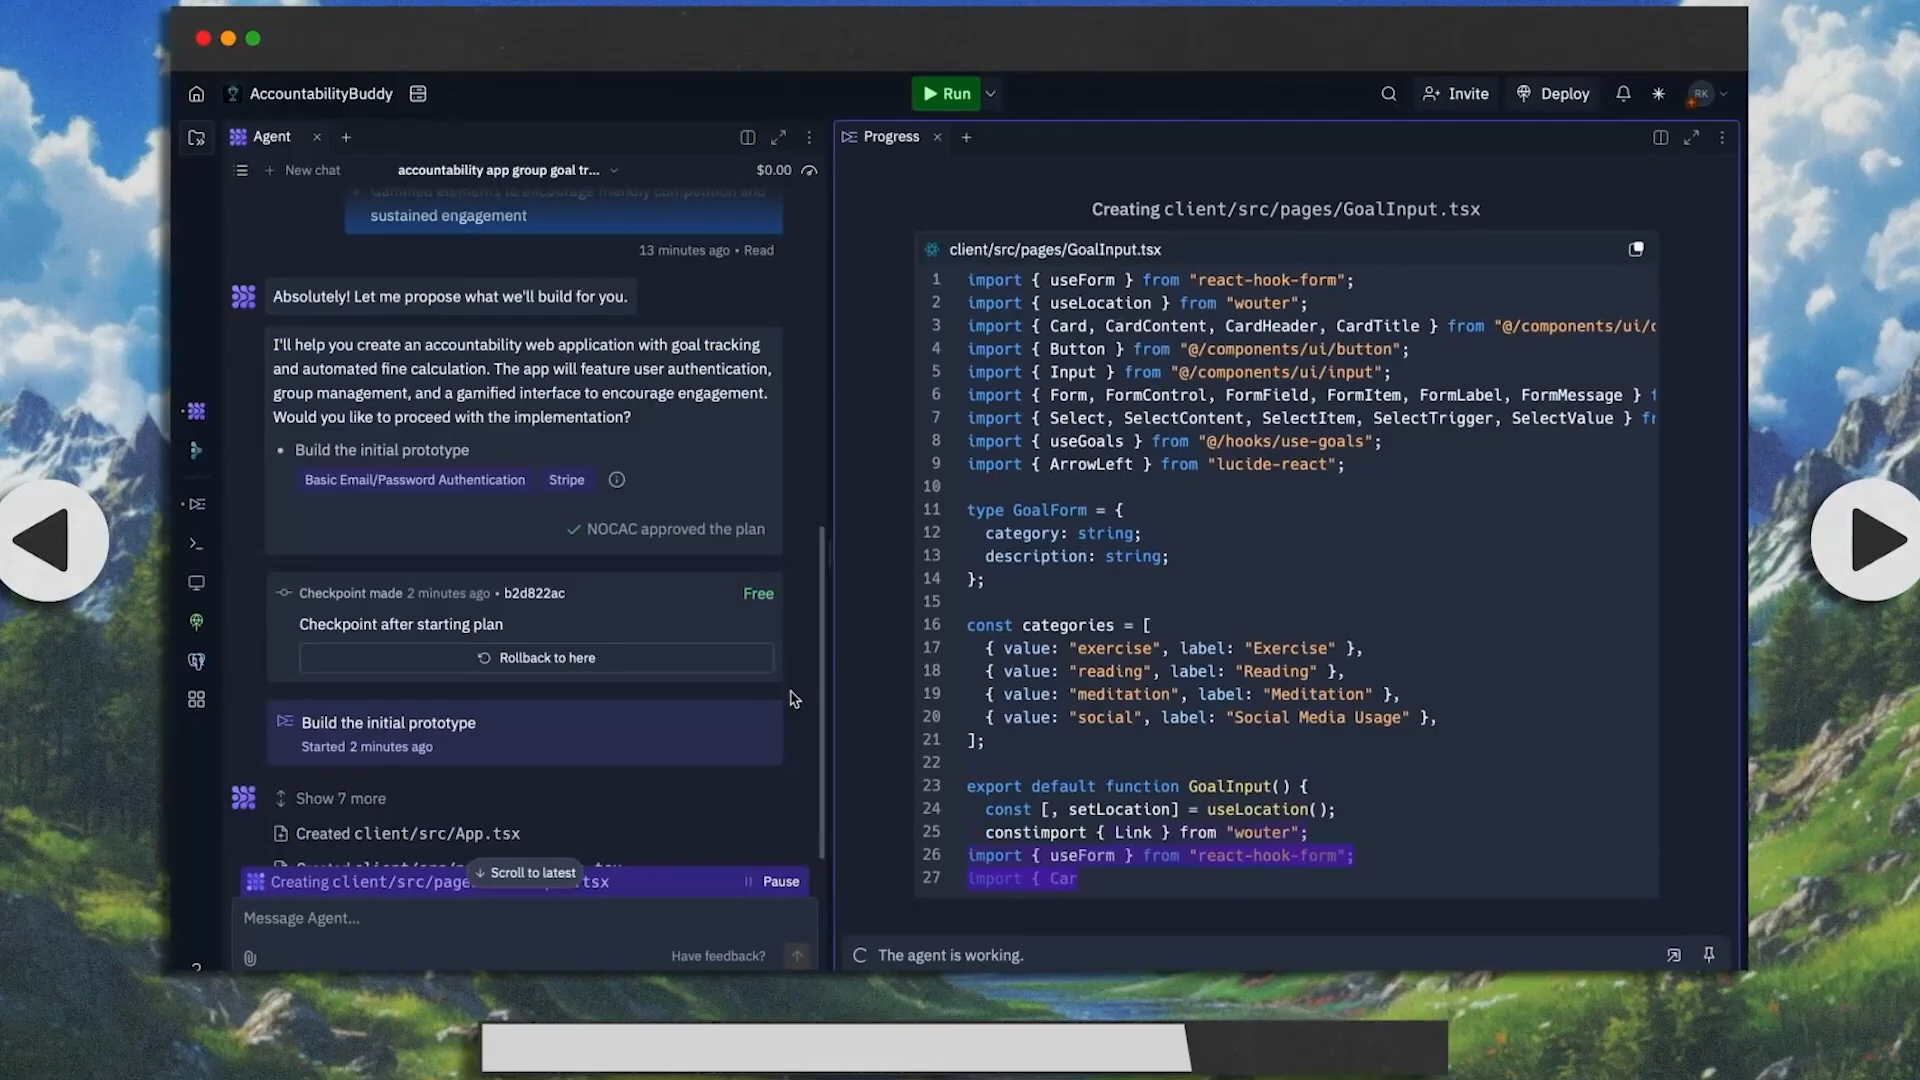 AccountabilityBuddy
Run
Invite
Deploy
RK
Agent
New chat
accountability app group goal tr...
$0.00
Gamified elements to encourage friendly competition and
sustained engagement
13 minutes ago • Read
Absolutely! Let me propose what we'll build for you.
I'll help you create an accountability web application with goal tracking
and automated fine calculation. The app will feature user authentication,
group management, and a gamified interface to encourage engagement.
Would you like to proceed with the implementation?
• Build the initial prototype
Basic Email/Password Authentication
Stripe
NOCAC approved the plan
Checkpoint made 2 minutes ago • b2d822ac
Free
Checkpoint after starting plan
Rollback to here
Build the initial prototype
Started 2 minutes ago
Show 7 more
Created client/src/App.tsx
Scroll to latest
Creating client/src/page
tsx
Pause
Message Agent...
Have feedback?
Progress
Creating client/src/pages/GoalInput.tsx
client/src/pages/GoalInput.tsx
1 import { useForm } from "react-hook-form";
2 import { useLocation } from "wouter";
3 import { Card, CardContent, CardHeader, CardTitle } from "@/components/ui/c
4 import { Button } from "@/components/ui/button";
5 import { Input } from "@/components/ui/input";
6 import { Form, FormControl, FormField, FormItem, FormLabel, FormMessage } f
7 import { Select, SelectContent, SelectItem, SelectTrigger, SelectValue } fr
8 import { useGoals } from "@/hooks/use-goals";
9 import { ArrowLeft } from "lucide-react";
10
11 type GoalForm = {
12 category: string;
13 description: string;
14 };
15
16 const categories = [
17 { value: "exercise", label: "Exercise" },
18 { value: "reading", label: "Reading" },
19 { value: "meditation", label: "Meditation" },
20 { value: "social", label: "Social Media Usage" },
21 ];
22
23 export default function GoalInput() {
24 const [, setLocation] = useLocation();
25 constimport { Link } from "wouter";
26 import { useForm } from "react-hook-form";
27 import { Car
The agent is working.